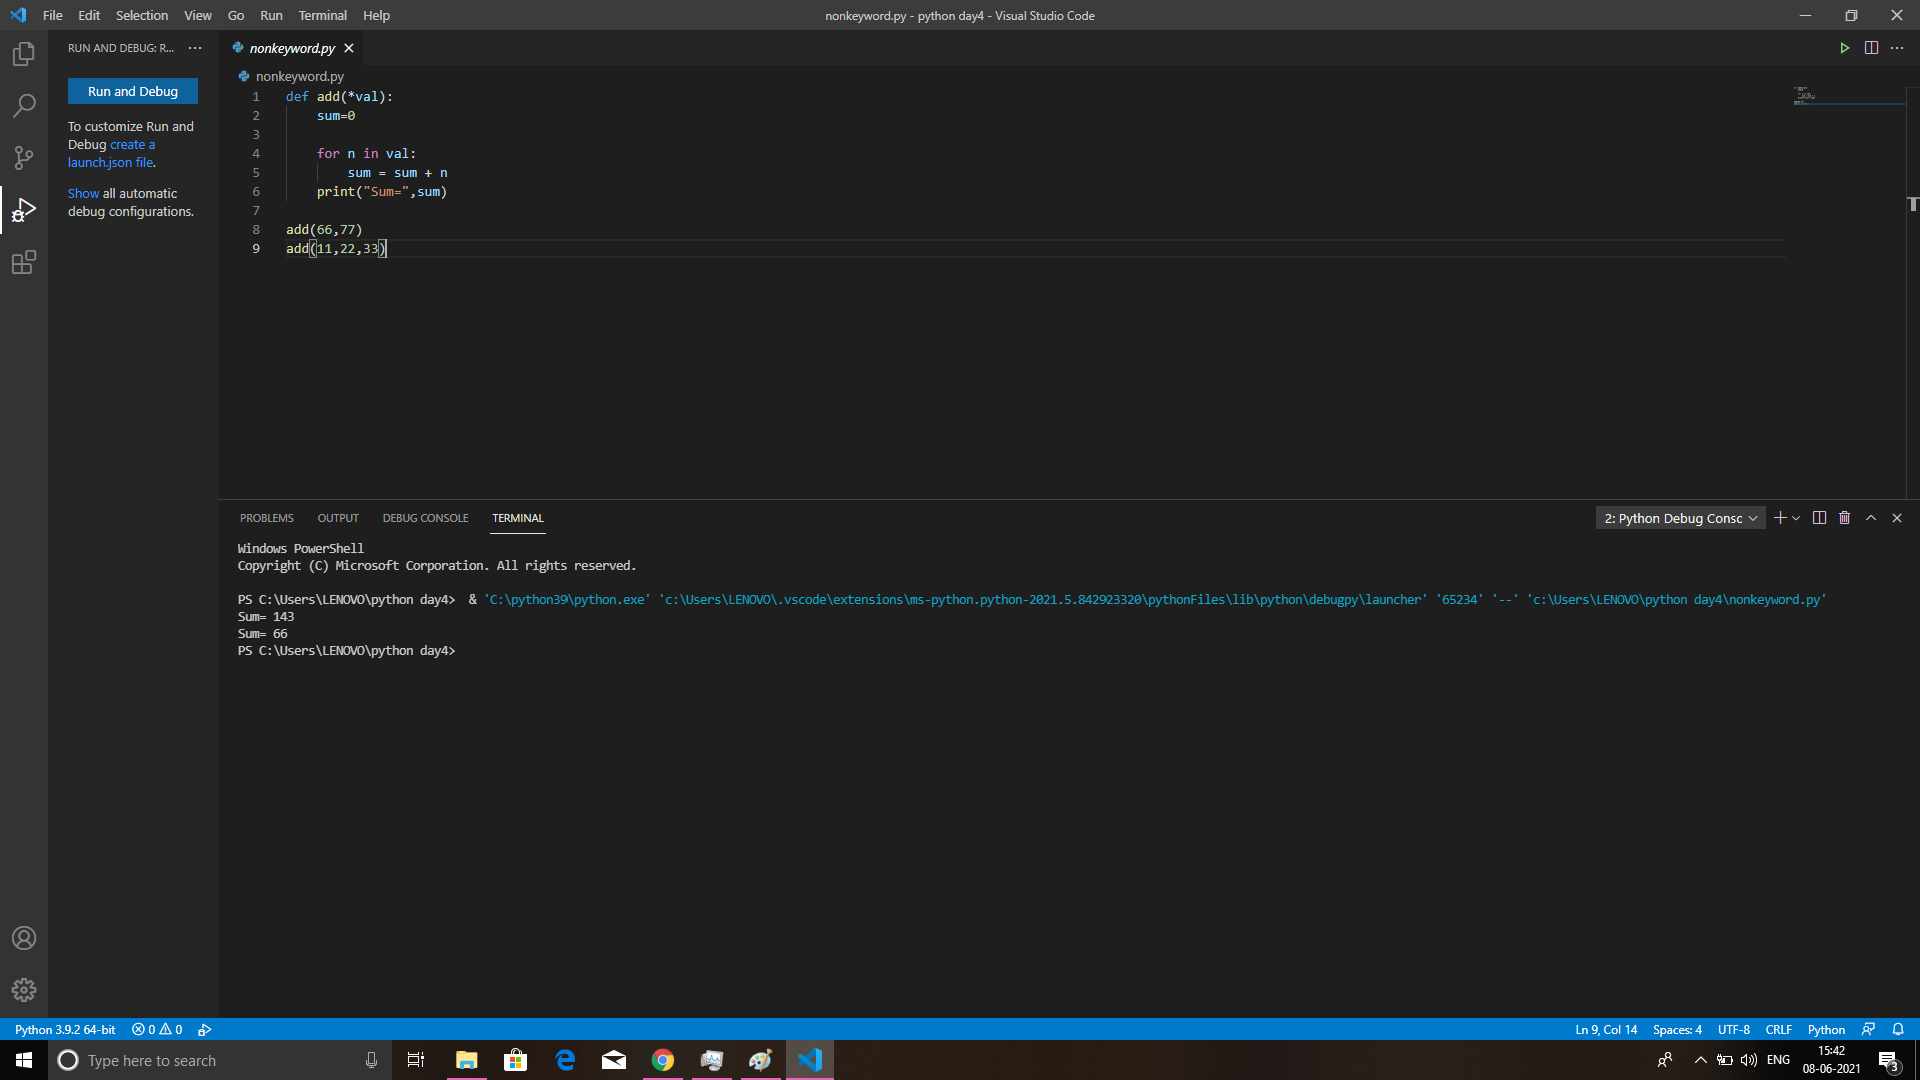 File Edit Selection View Go Run Terminal Help
nonkeyword.py - python day4 - Visual Studio Code
RUN AND DEBUG: R... ···
Run and Debug
To customize Run and
Debug create a
launch.json file.
Show all automatic
debug configurations.
nonkeyword.py
nonkeyword.py
1 def add(*val):
2 sum=0
3
4 for n in val:
5 sum = sum + n
6 print("Sum=",sum)
7
8 add(66,77)
9 add(11,22,33)
PROBLEMS OUTPUT DEBUG CONSOLE TERMINAL
2: Python Debug Consc
Windows PowerShell
Copyright (C) Microsoft Corporation. All rights reserved.
PS C:\Users\LENOVO\python day4> & 'C:\python39\python.exe' 'c:\Users\LENOVO\.vscode\extensions\ms-python.python-2021.5.842923320\pythonFiles\lib\python\debugpy\launcher' '65234' '--' 'c:\Users\LENOVO\python day4\nonkeyword.py'
Sum= 143
Sum= 66
PS C:\Users\LENOVO\python day4>
Python 3.9.2 64-bit 0 0
Ln 9, Col 14 Spaces: 4 UTF-8 CRLF Python
Type here to search
ENG
15:42
08-06-2021
3